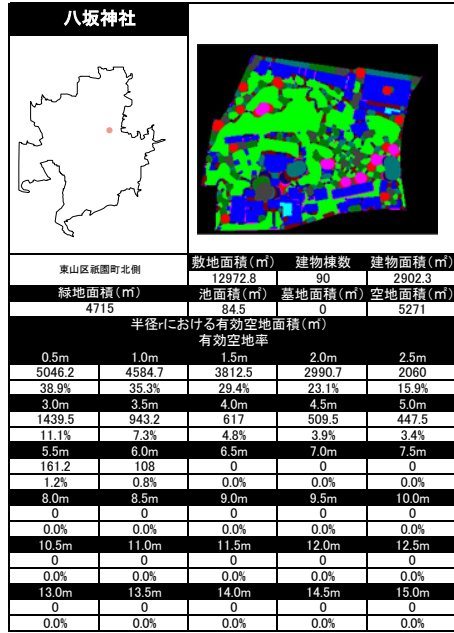 八坂神社
東山区祇園町北側
敷地面積(㎡) 建物棟数 建物面積(㎡)
12972.8 90 2902.3
緑地面積(㎡) 池面積(㎡) 墓地面積(㎡) 空地面積(㎡)
4715 84.5 0 5271
半径rにおける有効空地面積(㎡)
有効空地率
0.5m 1.0m 1.5m 2.0m 2.5m
5046.2 4584.7 3812.5 2990.7 2060
38.9% 35.3% 29.4% 23.1% 15.9%
3.0m 3.5m 4.0m 4.5m 5.0m
1439.5 943.2 617 509.5 447.5
11.1% 7.3% 4.8% 3.9% 3.4%
5.5m 6.0m 6.5m 7.0m 7.5m
161.2 108 0 0 0
1.2% 0.8% 0.0% 0.0% 0.0%
8.0m 8.5m 9.0m 9.5m 10.0m
0 0 0 0 0
0.0% 0.0% 0.0% 0.0% 0.0%
10.5m 11.0m 11.5m 12.0m 12.5m
0 0 0 0 0
0.0% 0.0% 0.0% 0.0% 0.0%
13.0m 13.5m 14.0m 14.5m 15.0m
0 0 0 0 0
0.0% 0.0% 0.0% 0.0% 0.0%